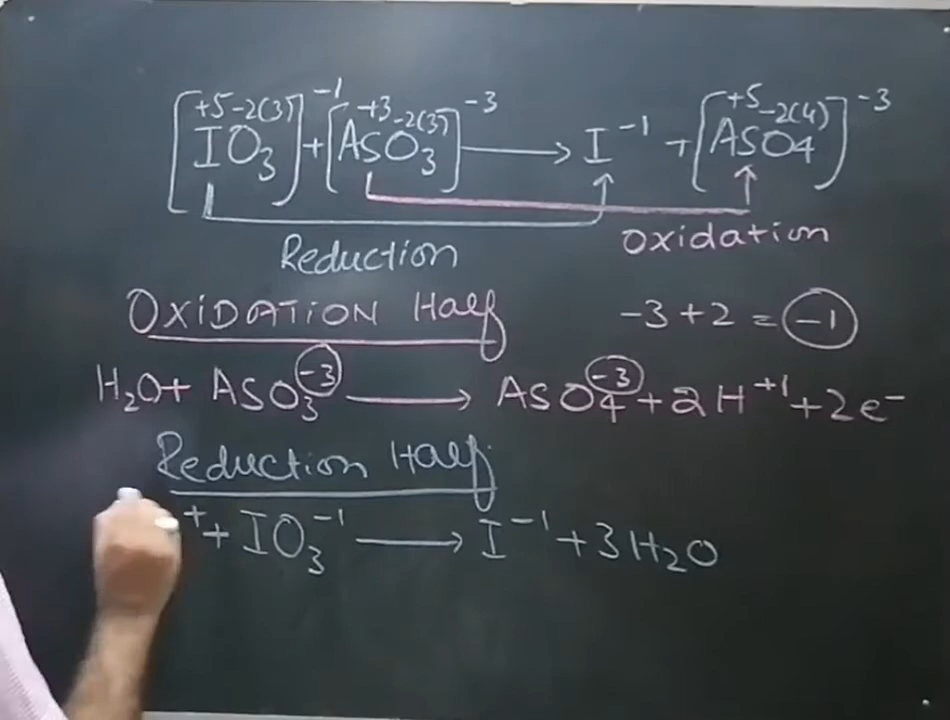 [IO₃]⁻¹ + [AsO₃]⁻³ ⟶ I⁻¹ + [AsO4]⁻³
+5 -2(3) +3 -2(3) +5 -2(4)
Reduction
Oxidation
OXiDATiON Half
-3 + 2 = -1
H₂O + AsO₃⁻³ ⟶ AsO₄⁻³ + 2H⁺¹ + 2e⁻
Reduction Half
⁺ + IO₃⁻¹ ⟶ I⁻¹ + 3H₂O